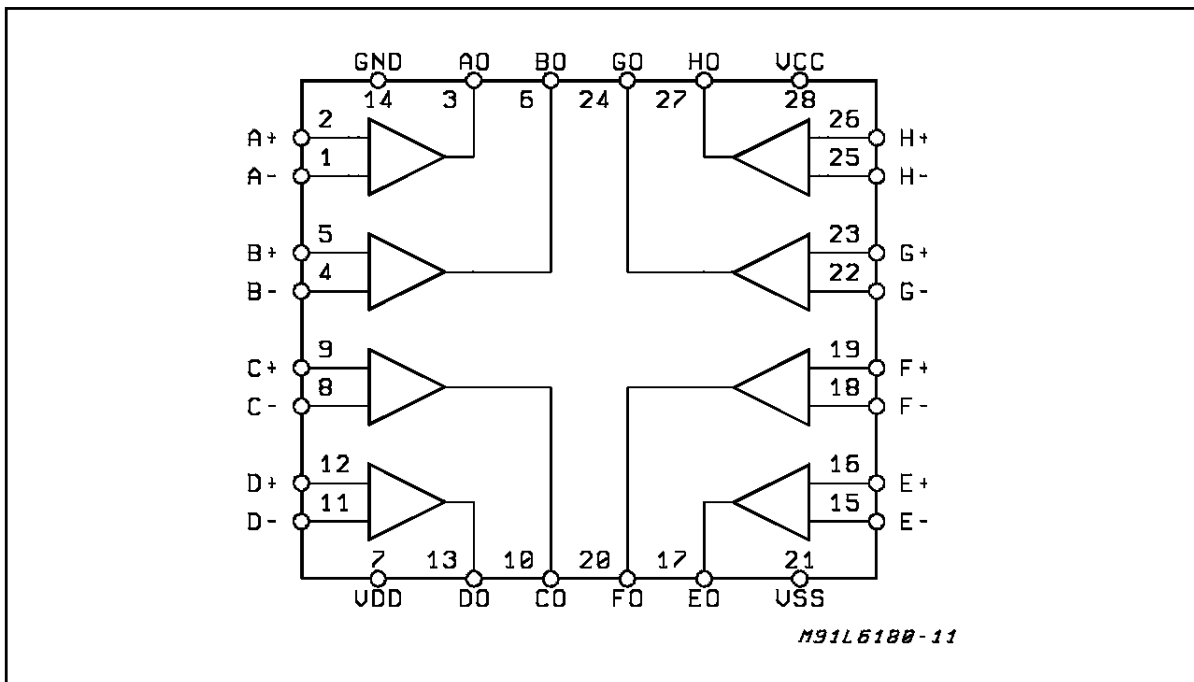 GND AO BO GO HO VCC
14 3 6 24 27 28
A+ 2 26 H+
A- 1 25 H-
B+ 5 23 G+
B- 4 22 G-
C+ 9 19 F+
C- 8 18 F-
D+ 12 16 E+
D- 11 15 E-
7 13 10 20 17 21
VDD DO CO FO EO VSS
M91L6180-11